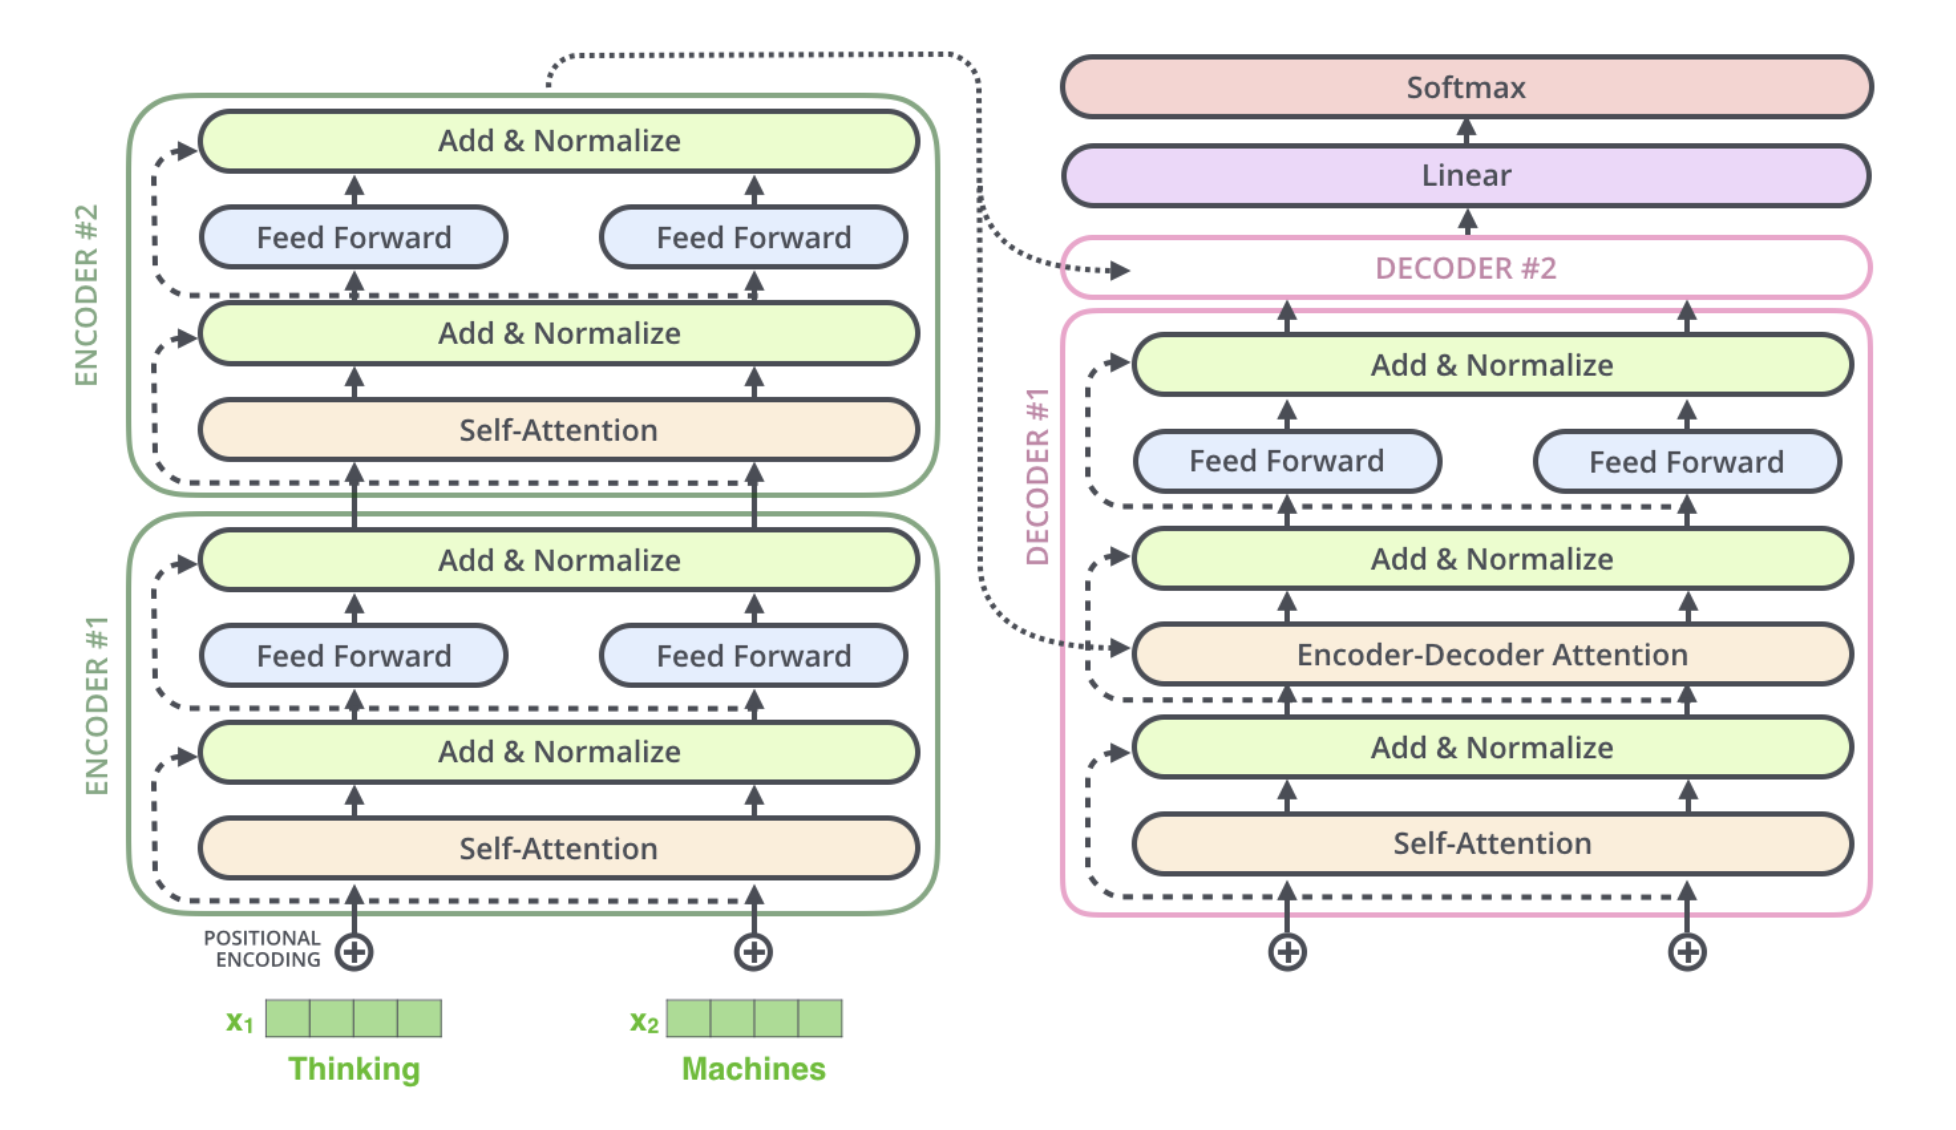 ENCODER #2
Add & Normalize
Feed Forward
Feed Forward
Add & Normalize
Self-Attention
ENCODER #1
Add & Normalize
Feed Forward
Feed Forward
Add & Normalize
Self-Attention
POSITIONAL
ENCODING
x₁
x₂
Thinking
Machines
Softmax
Linear
DECODER #2
DECODER #1
Add & Normalize
Feed Forward
Feed Forward
Add & Normalize
Encoder-Decoder Attention
Add & Normalize
Self-Attention